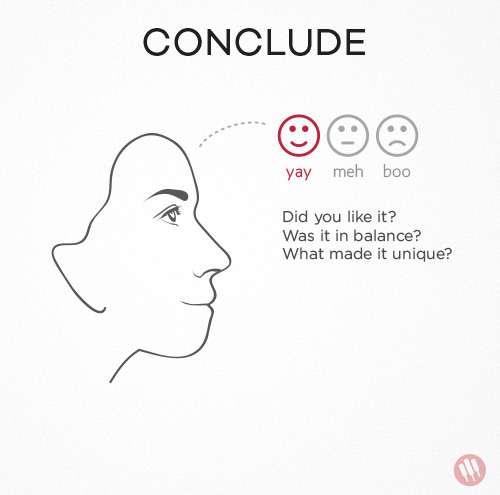 CONCLUDE
yay meh boo
Did you like it?
Was it in balance?
What made it unique?